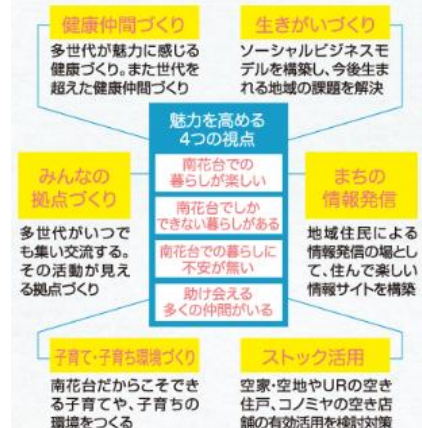 健康仲間づくり
多世代が魅力に感じる
健康づくり。また世代を
超えた健康仲間づくり
生きがいづくり
ソーシャルビジネスモ
デルを構築し、今後生ま
れる地域の課題を解決
魅力を高める
4つの視点
南花台での
暮らしが楽しい
南花台でしか
できない暮らしがある
南花台での暮らしに
不安が無い
助け会える
多くの仲間がいる
みんなの
拠点づくり
多世代がいつで
も集い交流する。
その活動が見え
る拠点づくり
まちの
情報発信
地域住民による
情報発信の場とし
て、住んで楽しい
情報サイトを構築
子育て・子育ち環境づくり
南花台だからこそでき
る子育てや、子育ちの
環境をつくる
ストック活用
空家・空地やURの空き
住戸、コノミヤの空き店
舗の有効活用を検討対策